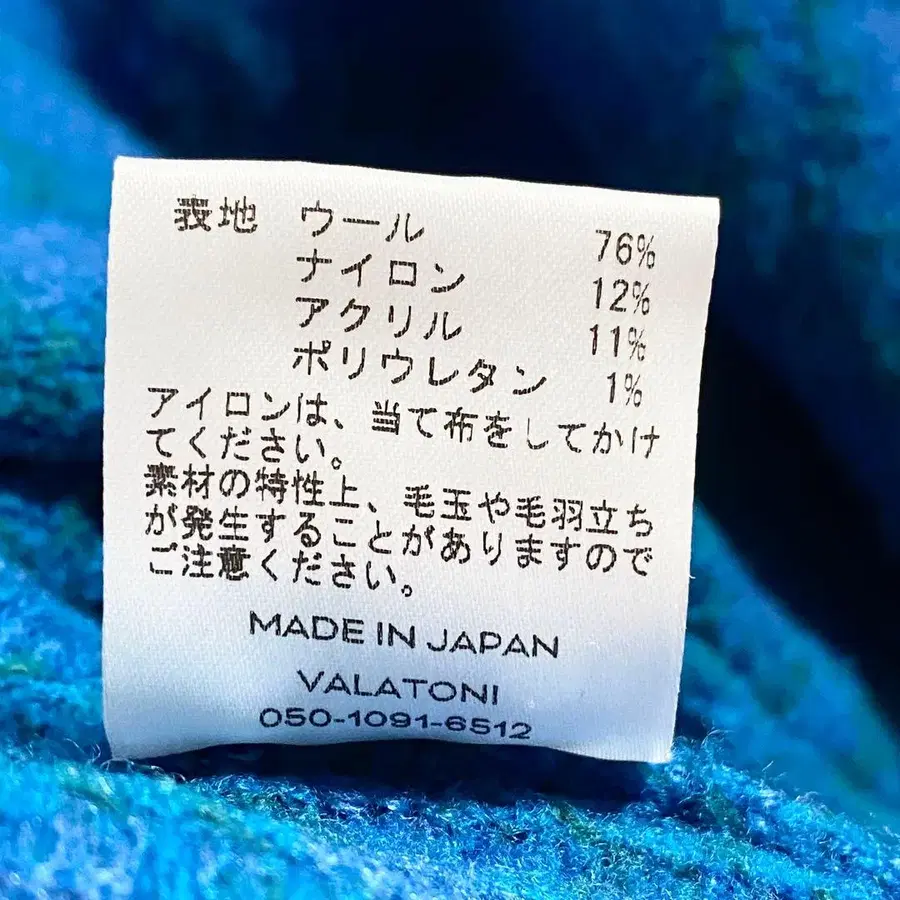 表地 ウール 76%
ナイロン 12%
アクリル 11%
ポリウレタン 1%
アイロンは、当て布をしてかけ
てください。
素材の特性上、毛玉や毛羽立ち
が発生することがありますので
ご注意ください。
MADE IN JAPAN
VALATONI
050-1091-6512